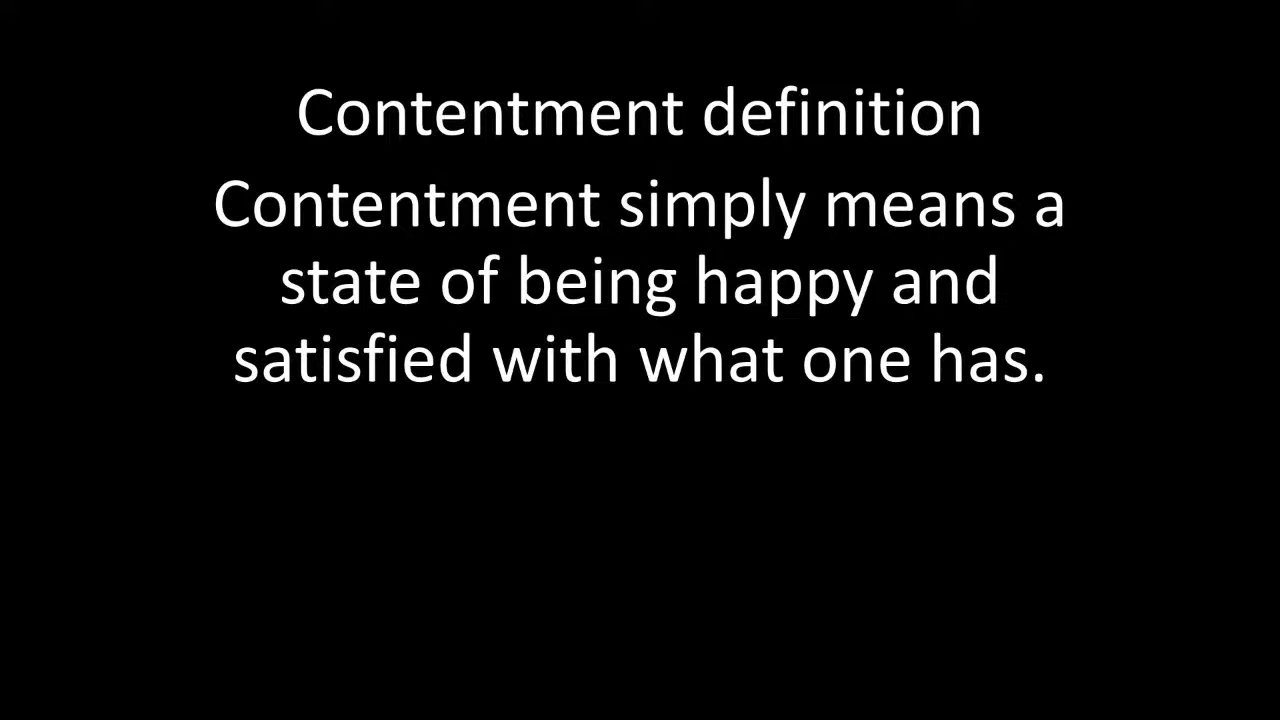 Contentment definition
Contentment simply means a
state of being happy and
satisfied with what one has.